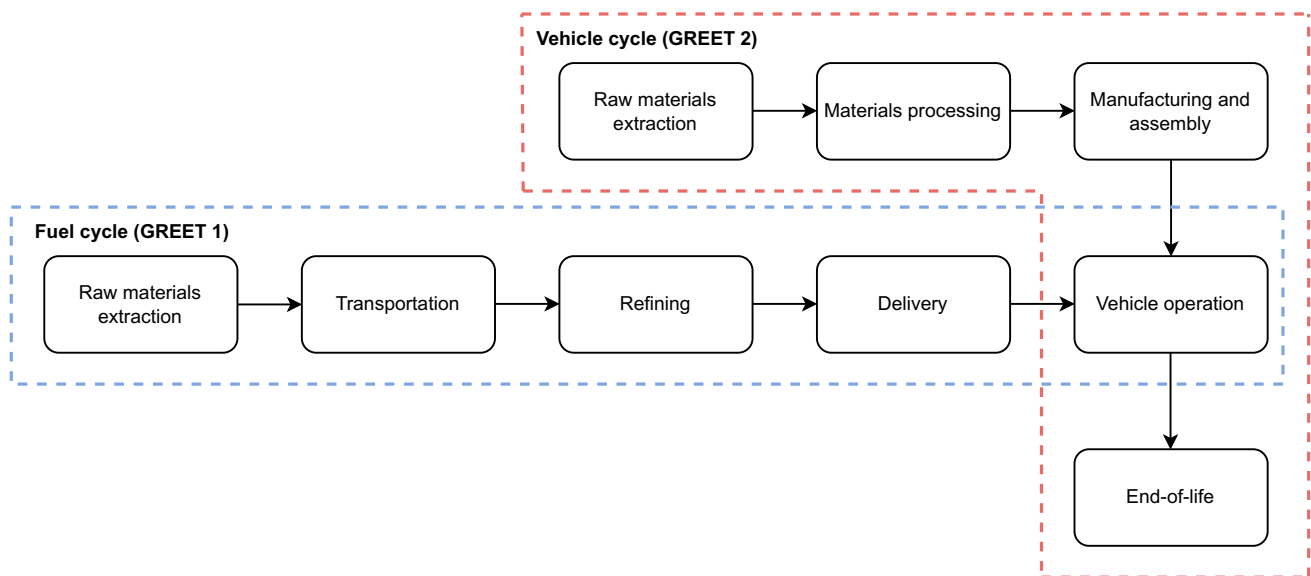 Vehicle cycle (GREET 2)
Raw materials
extraction
Materials processing
Manufacturing and
assembly
Fuel cycle (GREET 1)
Raw materials
extraction
Transportation
Refining
Delivery
Vehicle operation
End-of-life